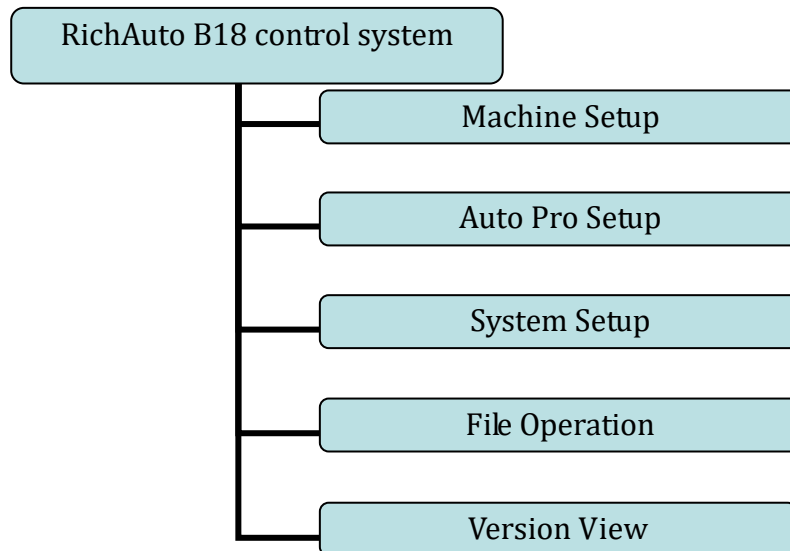 RichAuto B18 control system
Machine Setup
Auto Pro Setup
System Setup
File Operation
Version View